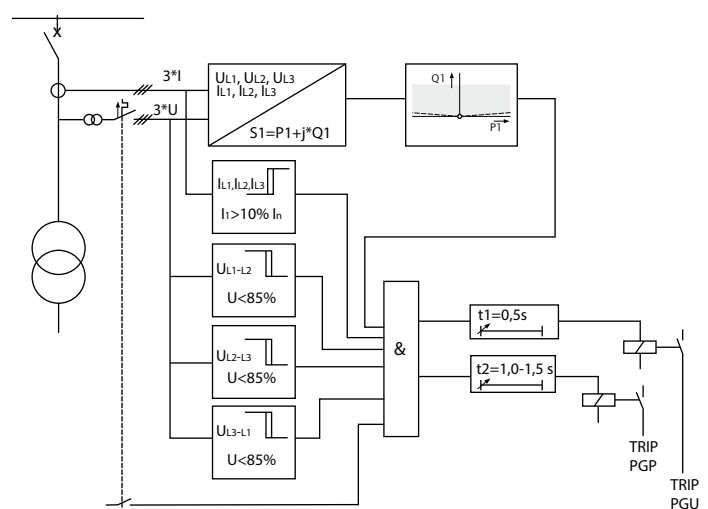 3*I
3*U
UL1, UL2, UL3
IL1, IL2, IL3
S1=P1+j*Q1
Q1
P1
IL1,IL2,IL3
I1>10% In
UL1-L2
U<85%
UL2-L3
U<85%
UL3-L1
U<85%
&
t1=0,5s
t2=1,0-1,5 s
TRIP
PGP
TRIP
PGU